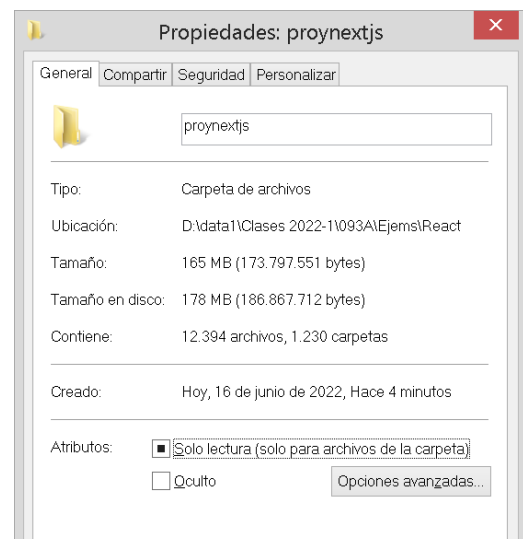 Propiedades: proynextjs
General Compartir Seguridad Personalizar
proynextjs
Tipo: Carpeta de archivos
Ubicación: D:\data1\Clases 2022-1\093A\Ejems\React
Tamaño: 165 MB (173.797.551 bytes)
Tamaño en disco: 178 MB (186.867.712 bytes)
Contiene: 12.394 archivos, 1.230 carpetas
Creado: Hoy, 16 de junio de 2022, Hace 4 minutos
Atributos: Solo lectura (solo para archivos de la carpeta)
Oculto Opciones avanzadas...